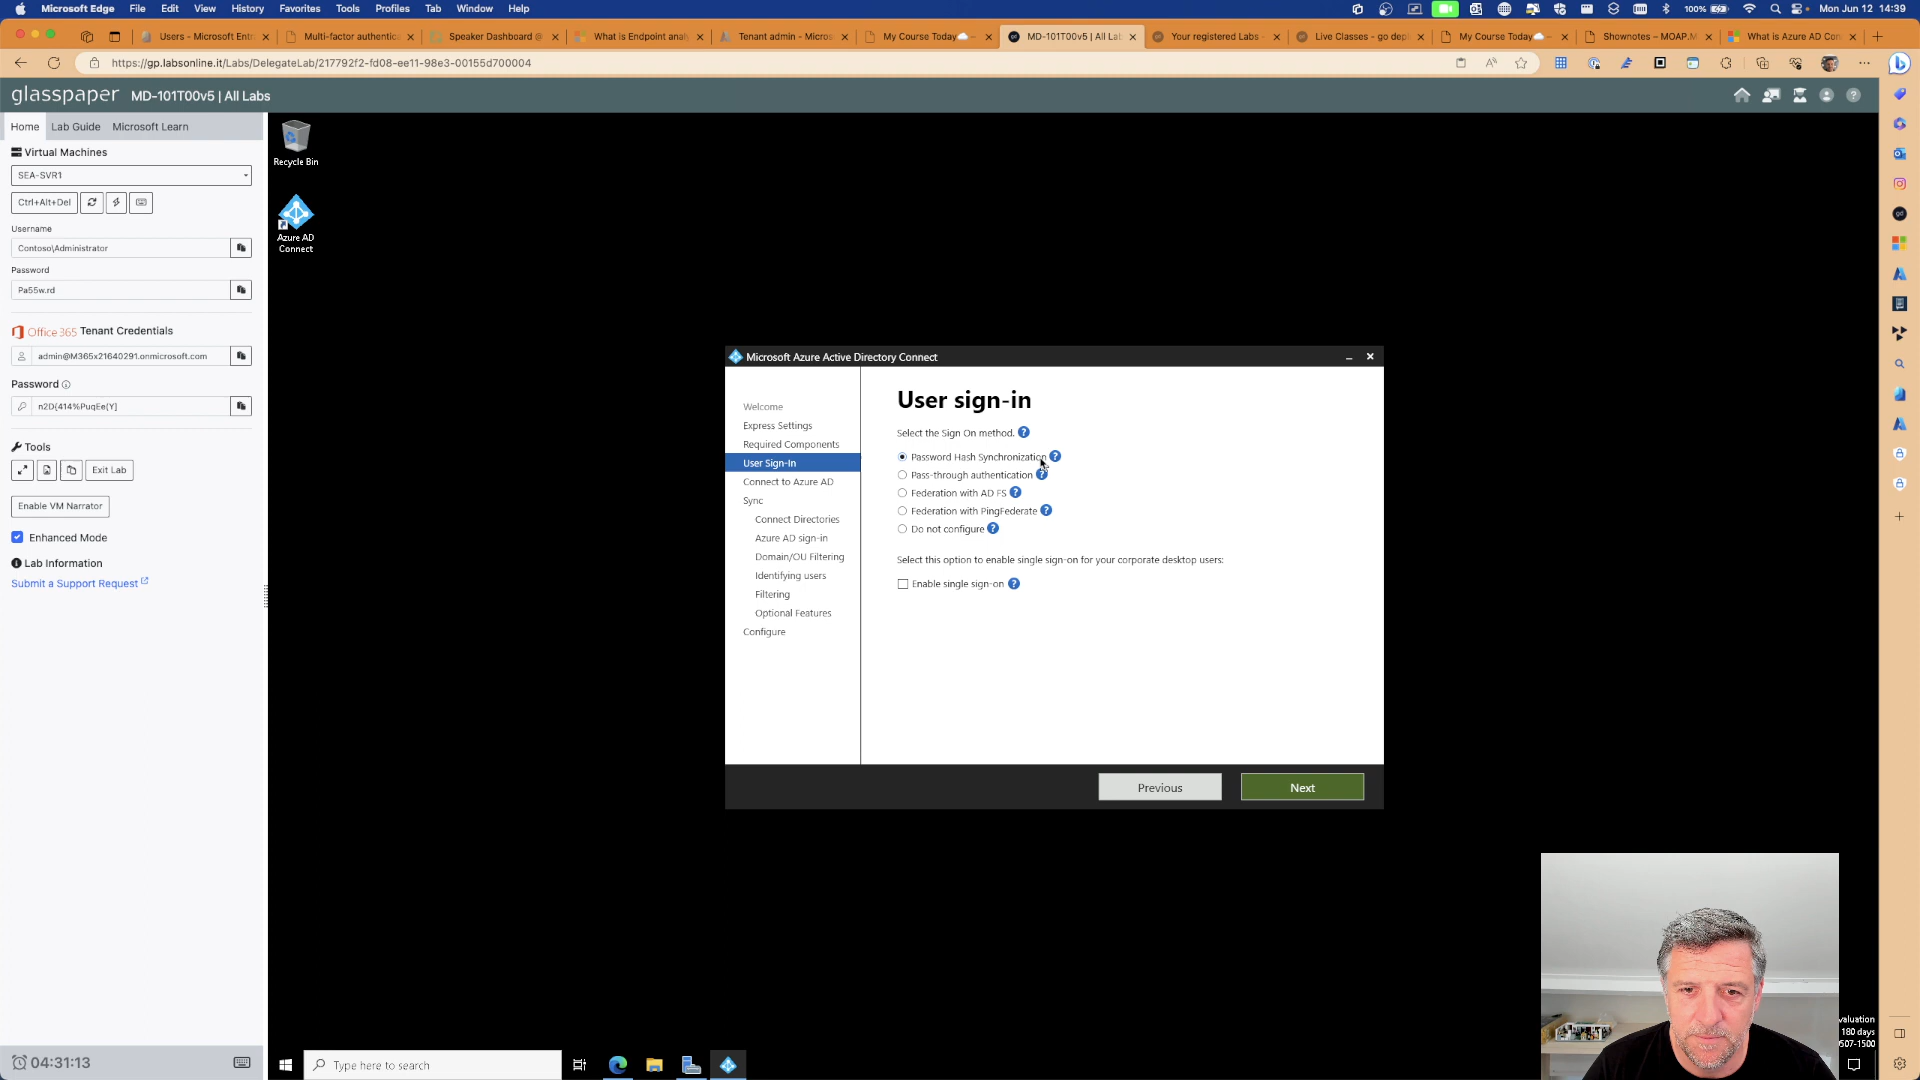 Microsoft Edge File Edit View History Favorites Tools Profiles Tab Window Help 100% Mon Jun 12 14:39
Users - Microsoft Ent Multi-factor authentic Speaker Dashboard @ What is Endpoint anal Tenant admin - Micros My Course Today MD-101T00v5 | All La Your registered Labs - Live Classes - go dep My Course Today Shownotes – MOAP.M What is Azure AD Con
https://gp.labsonline.it/Labs/DelegateLab/217792f2-fd08-ee11-98e3-00155d700004
glasspaper MD-101T00v5 | All Labs
Home Lab Guide Microsoft Learn
Virtual Machines
SEA-SVR1
Ctrl+Alt+Del
Username
Contoso\Administrator
Password
Pa55w.rd
Office 365 Tenant Credentials
admin@M365x21640291.onmicrosoft.com
Password
n2D{414%PuqEe(Y]
Tools
Exit Lab
Enable VM Narrator
Enhanced Mode
Lab Information
Submit a Support Request
04:31:13
Recycle Bin
Azure AD
Connect
Microsoft Azure Active Directory Connect
Welcome
Express Settings
Required Components
User Sign-In
Connect to Azure AD
Sync
Connect Directories
Azure AD sign-in
Domain/OU Filtering
Identifying users
Filtering
Optional Features
Configure
User sign-in
Select the Sign On method. ?
Password Hash Synchronization ?
Pass-through authentication ?
Federation with AD FS ?
Federation with PingFederate ?
Do not configure ?
Select this option to enable single sign-on for your corporate desktop users:
Enable single sign-on ?
Previous
Next
Type here to search
valuation
180 days
507-1500